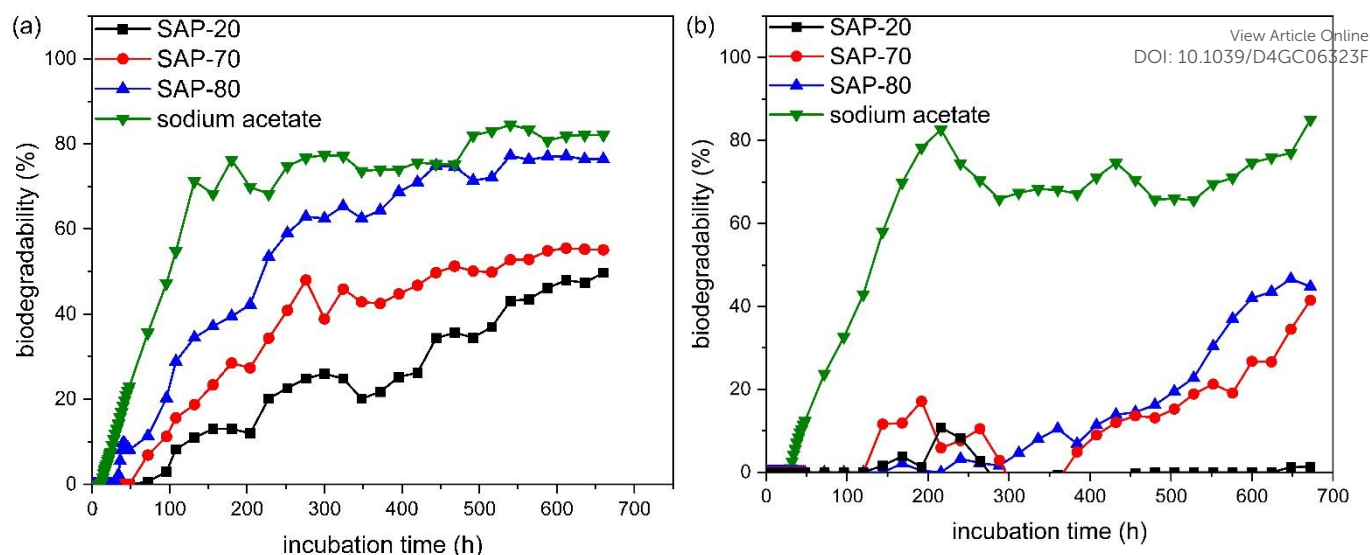 (a)
SAP-20
SAP-70
SAP-80
sodium acetate
100
80
60
40
20
0
biodegradability (%)
0 100 200 300 400 500 600 700
incubation time (h)
(b)
SAP-20
SAP-70
SAP-80
sodium acetate
View Article Online
DOI: 10.1039/D4GC06323F
100
80
60
40
20
0
biodegradability (%)
0 100 200 300 400 500 600 700
incubation time (h)